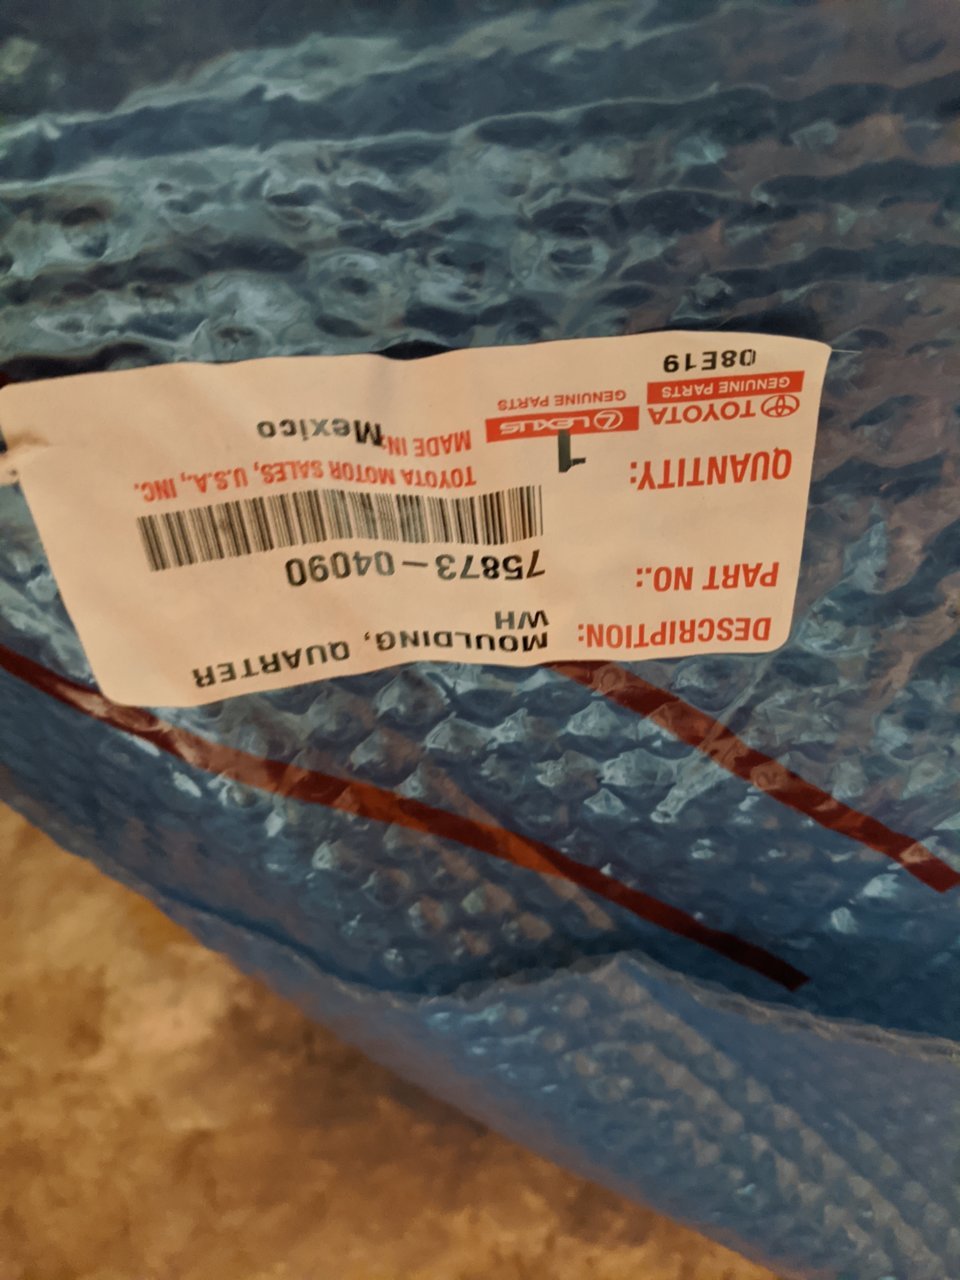 DESCRIPTION: MOULDING, QUARTER
WH
PART NO.: 75873-04090
QUANTITY: 1
TOYOTA MOTOR SALES, U.S.A., INC.
MADE IN: Mexico
TOYOTA LEXUS
GENUINE PARTS GENUINE PARTS
08E19